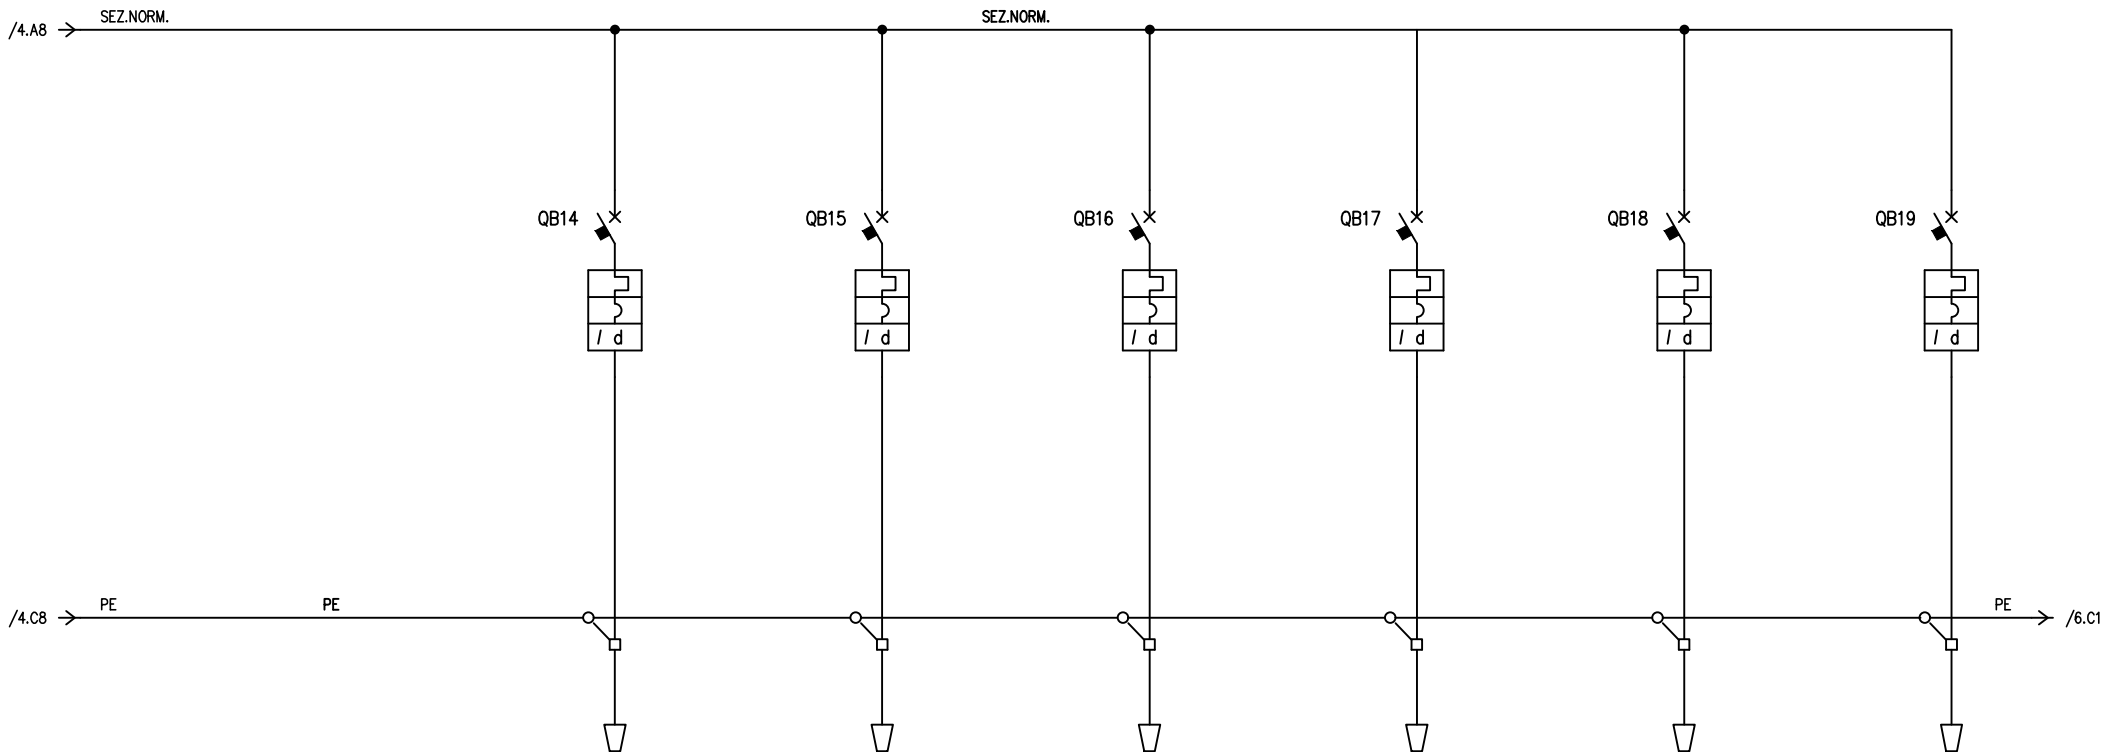 SEZ.NORM. SEZ.NORM.
/4.A8
QB14 QB15 QB16 QB17 QB18 QB19
I d I d I d I d I d I d
PE PE PE
/4.C8 /6.C1